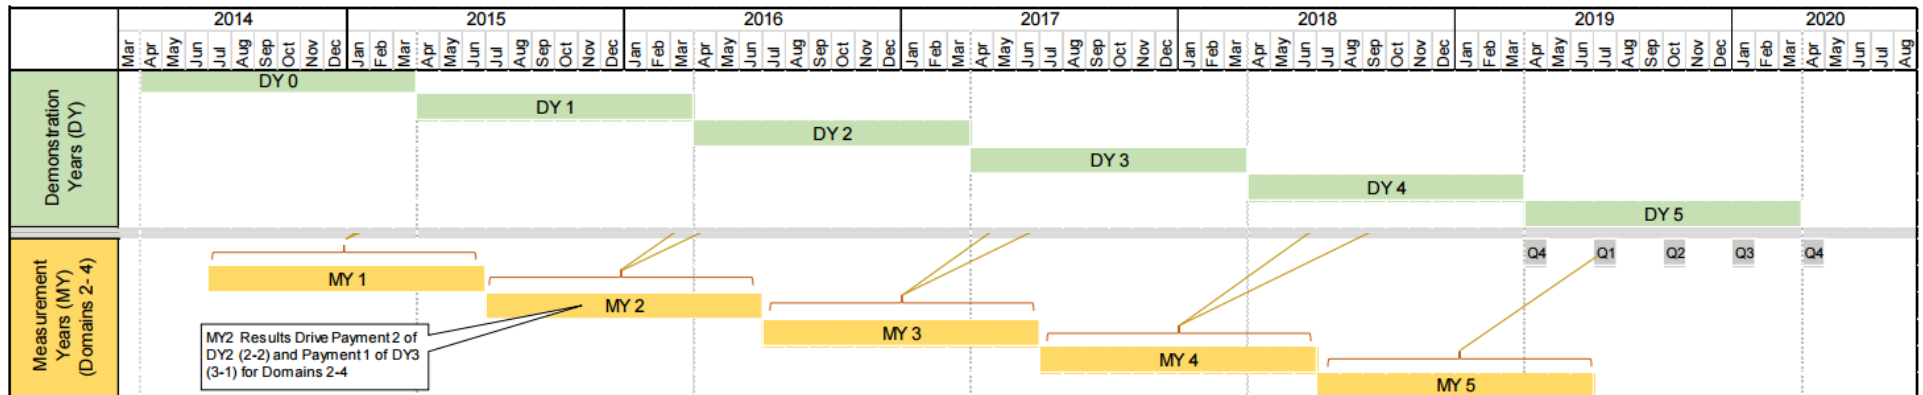 2014 2015 2016 2017 2018 2019 2020
Mar Apr May Jun Jul Aug Sep Oct Nov Dec Jan Feb Mar Apr May Jun Jul Aug Sep Oct Nov Dec Jan Feb Mar Apr May Jun Jul Aug Sep Oct Nov Dec Jan Feb Mar Apr May Jun Jul Aug Sep Oct Nov Dec Jan Feb Mar Apr May Jun Jul Aug Sep Oct Nov Dec Jan Feb Mar Apr May Jun Jul Aug Sep Oct Nov Dec Jan Feb Mar Apr May Jun Jul Aug
Demonstration
Years (DY)
DY 0
DY 1
DY 2
DY 3
DY 4
DY 5
Measurement
Years (MY)
(Domains 2- 4)
Q4 Q1 Q2 Q3 Q4
MY 1
MY 2
MY 3
MY 4
MY 5
MY2 Results Drive Payment 2 of
DY2 (2-2) and Payment 1 of DY3
(3-1) for Domains 2-4